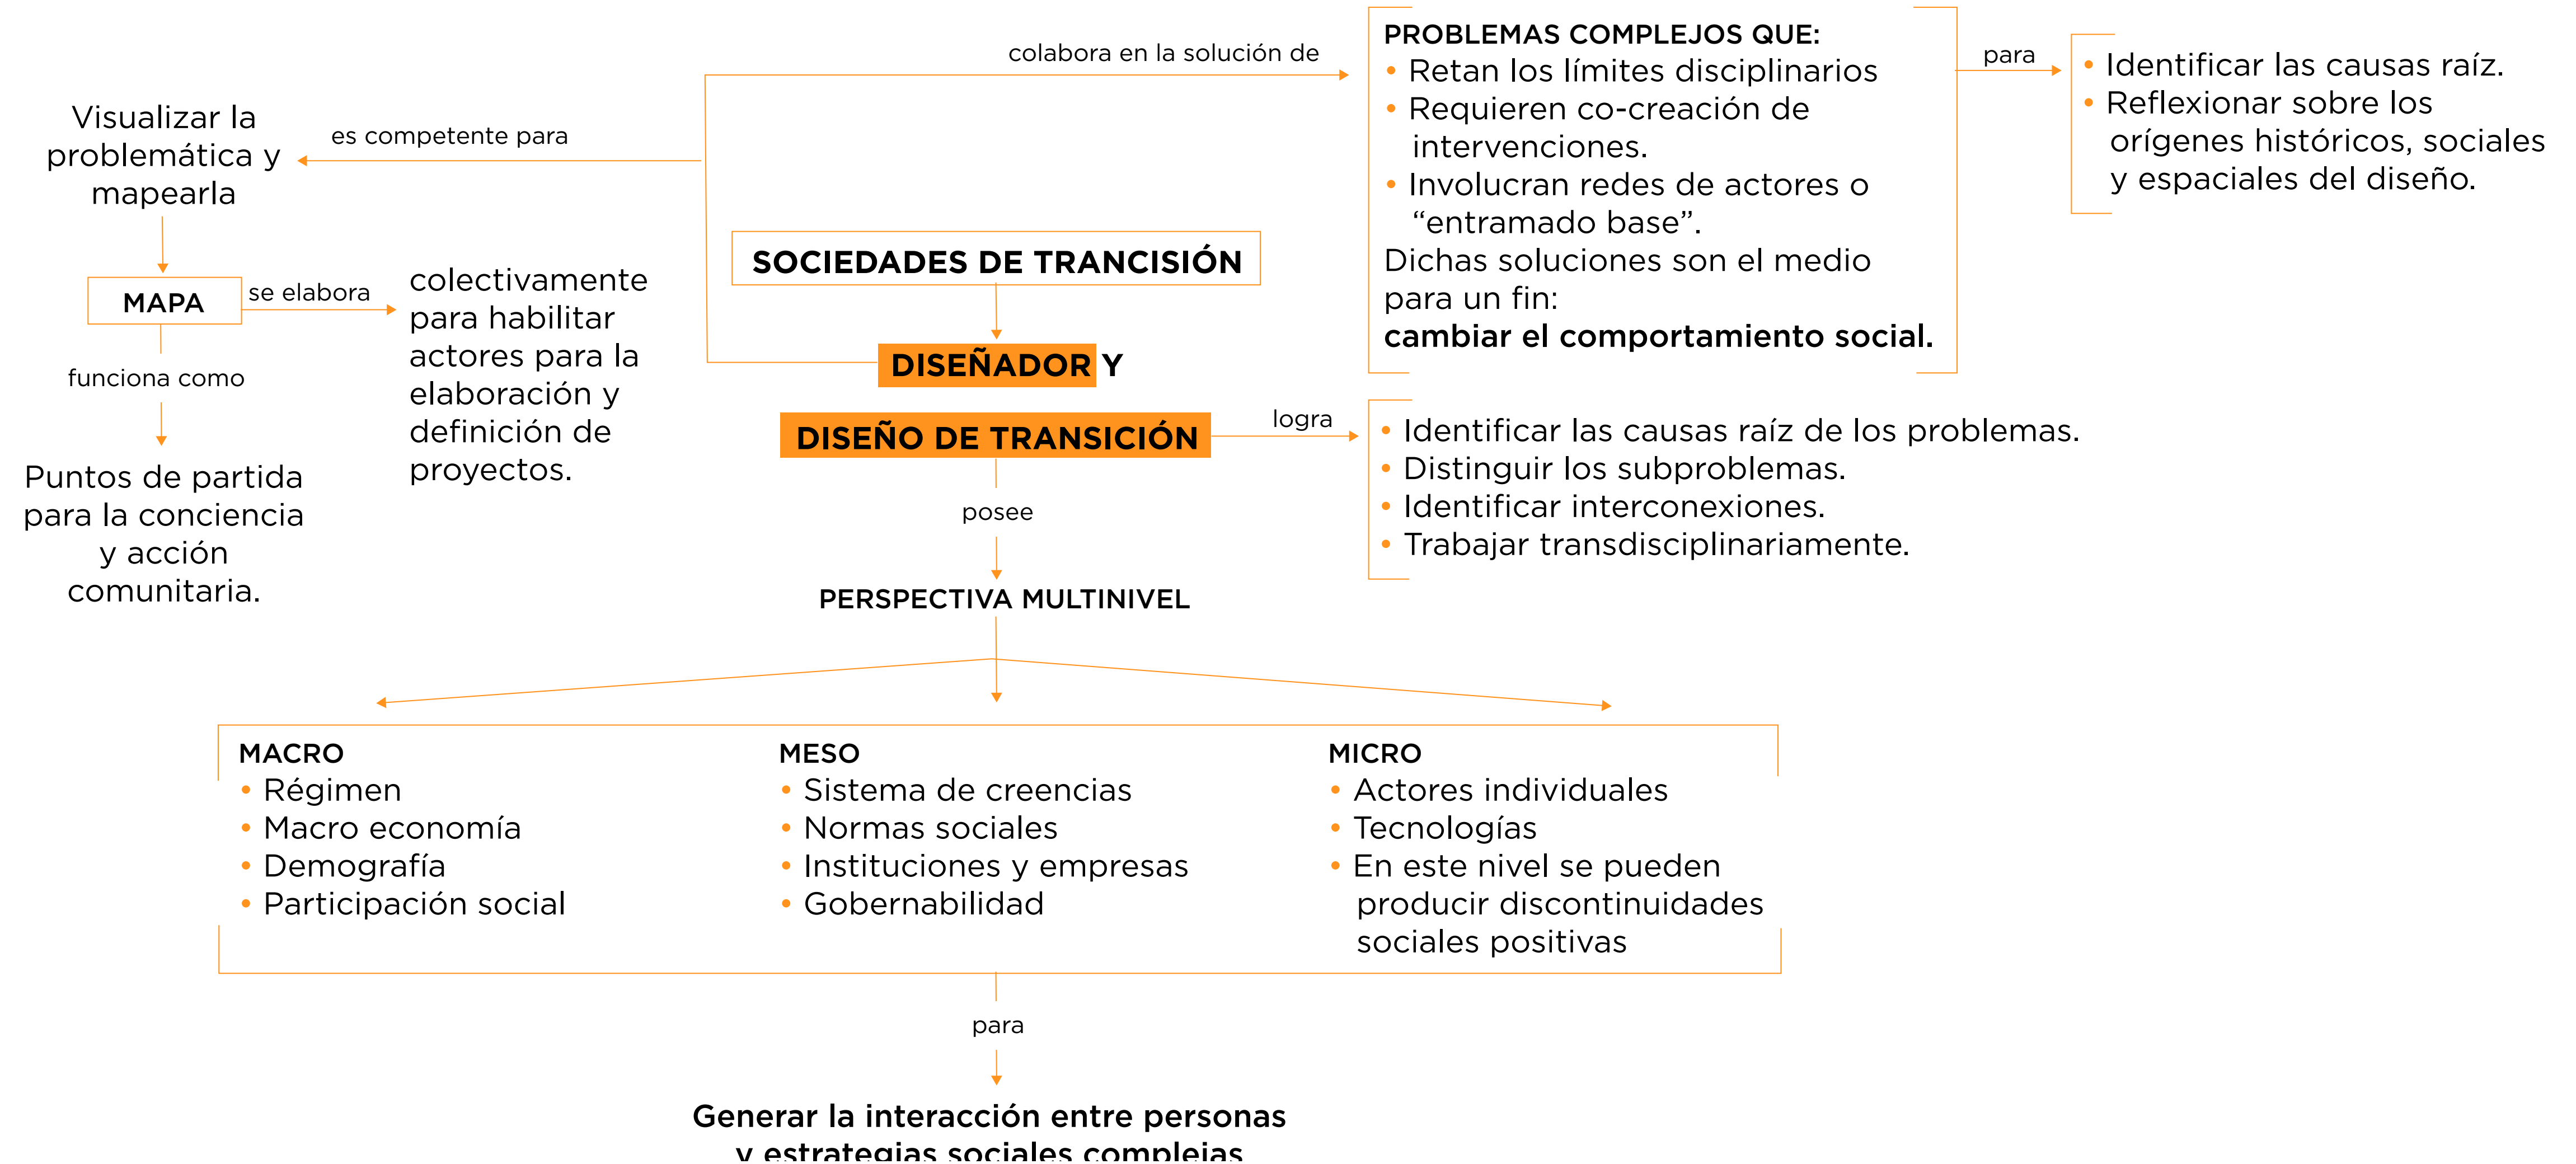 colabora en la solución de
PROBLEMAS COMPLEJOS QUE:
• Retan los límites disciplinarios
• Requieren co-creación de
intervenciones.
• Involucran redes de actores o
“entramado base”.
Dichas soluciones son el medio
para un fin:
cambiar el comportamiento social.
para
• Identificar las causas raíz.
• Reflexionar sobre los
orígenes históricos, sociales
y espaciales del diseño.
es competente para
Visualizar la
problemática y
mapearla
MAPA
se elabora
colectivamente
para habilitar
actores para la
elaboración y
definición de
proyectos.
funciona como
Puntos de partida
para la conciencia
y acción
comunitaria.
SOCIEDADES DE TRANCISIÓN
DISEÑADOR Y
DISEÑO DE TRANSICIÓN
logra
• Identificar las causas raíz de los problemas.
• Distinguir los subproblemas.
• Identificar interconexiones.
• Trabajar transdisciplinariamente.
posee
PERSPECTIVA MULTINIVEL
MACRO
• Régimen
• Macro economía
• Demografía
• Participación social
MESO
• Sistema de creencias
• Normas sociales
• Instituciones y empresas
• Gobernabilidad
MICRO
• Actores individuales
• Tecnologías
• En este nivel se pueden
producir discontinuidades
sociales positivas
para
Generar la interacción entre personas
y estrategias sociales complejas